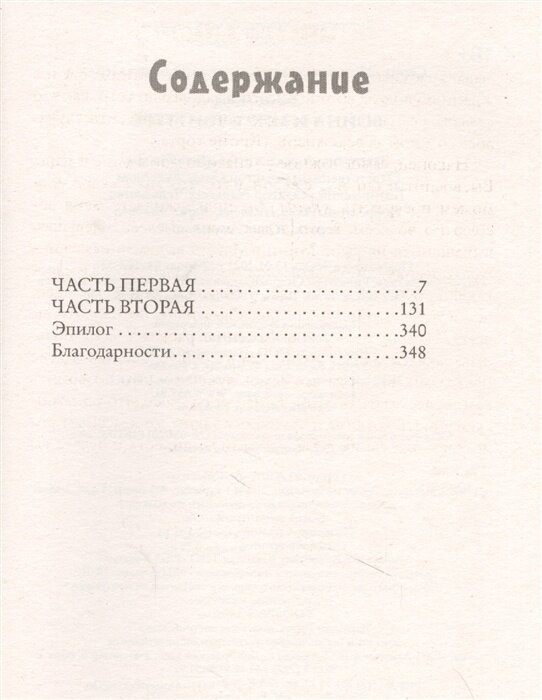 Содержание
ЧАСТЬ ПЕРВАЯ . . . . . . . . . . . . . . . . . . . . . . . . 7
ЧАСТЬ ВТОРАЯ . . . . . . . . . . . . . . . . . . . . . . 131
Эпилог . . . . . . . . . . . . . . . . . . . . . . . . . . . . . . 340
Благодарности . . . . . . . . . . . . . . . . . . . . . . . . 348